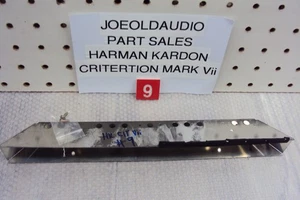 JOEOLDAUDIO
PART SALES
HARMAN KARDON
CRITERTION MARK Vii
9